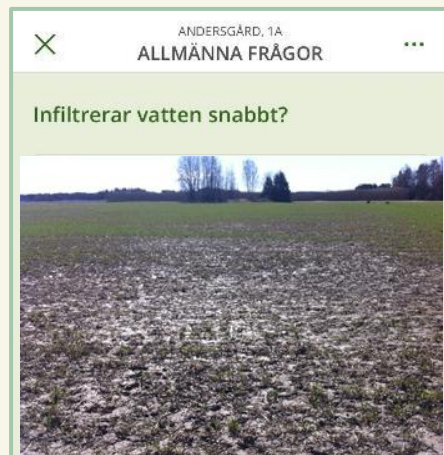 ANDERSGÅRD, 1A
ALLMÄNNA FRÅGOR
Infiltrerar vatten snabbt?